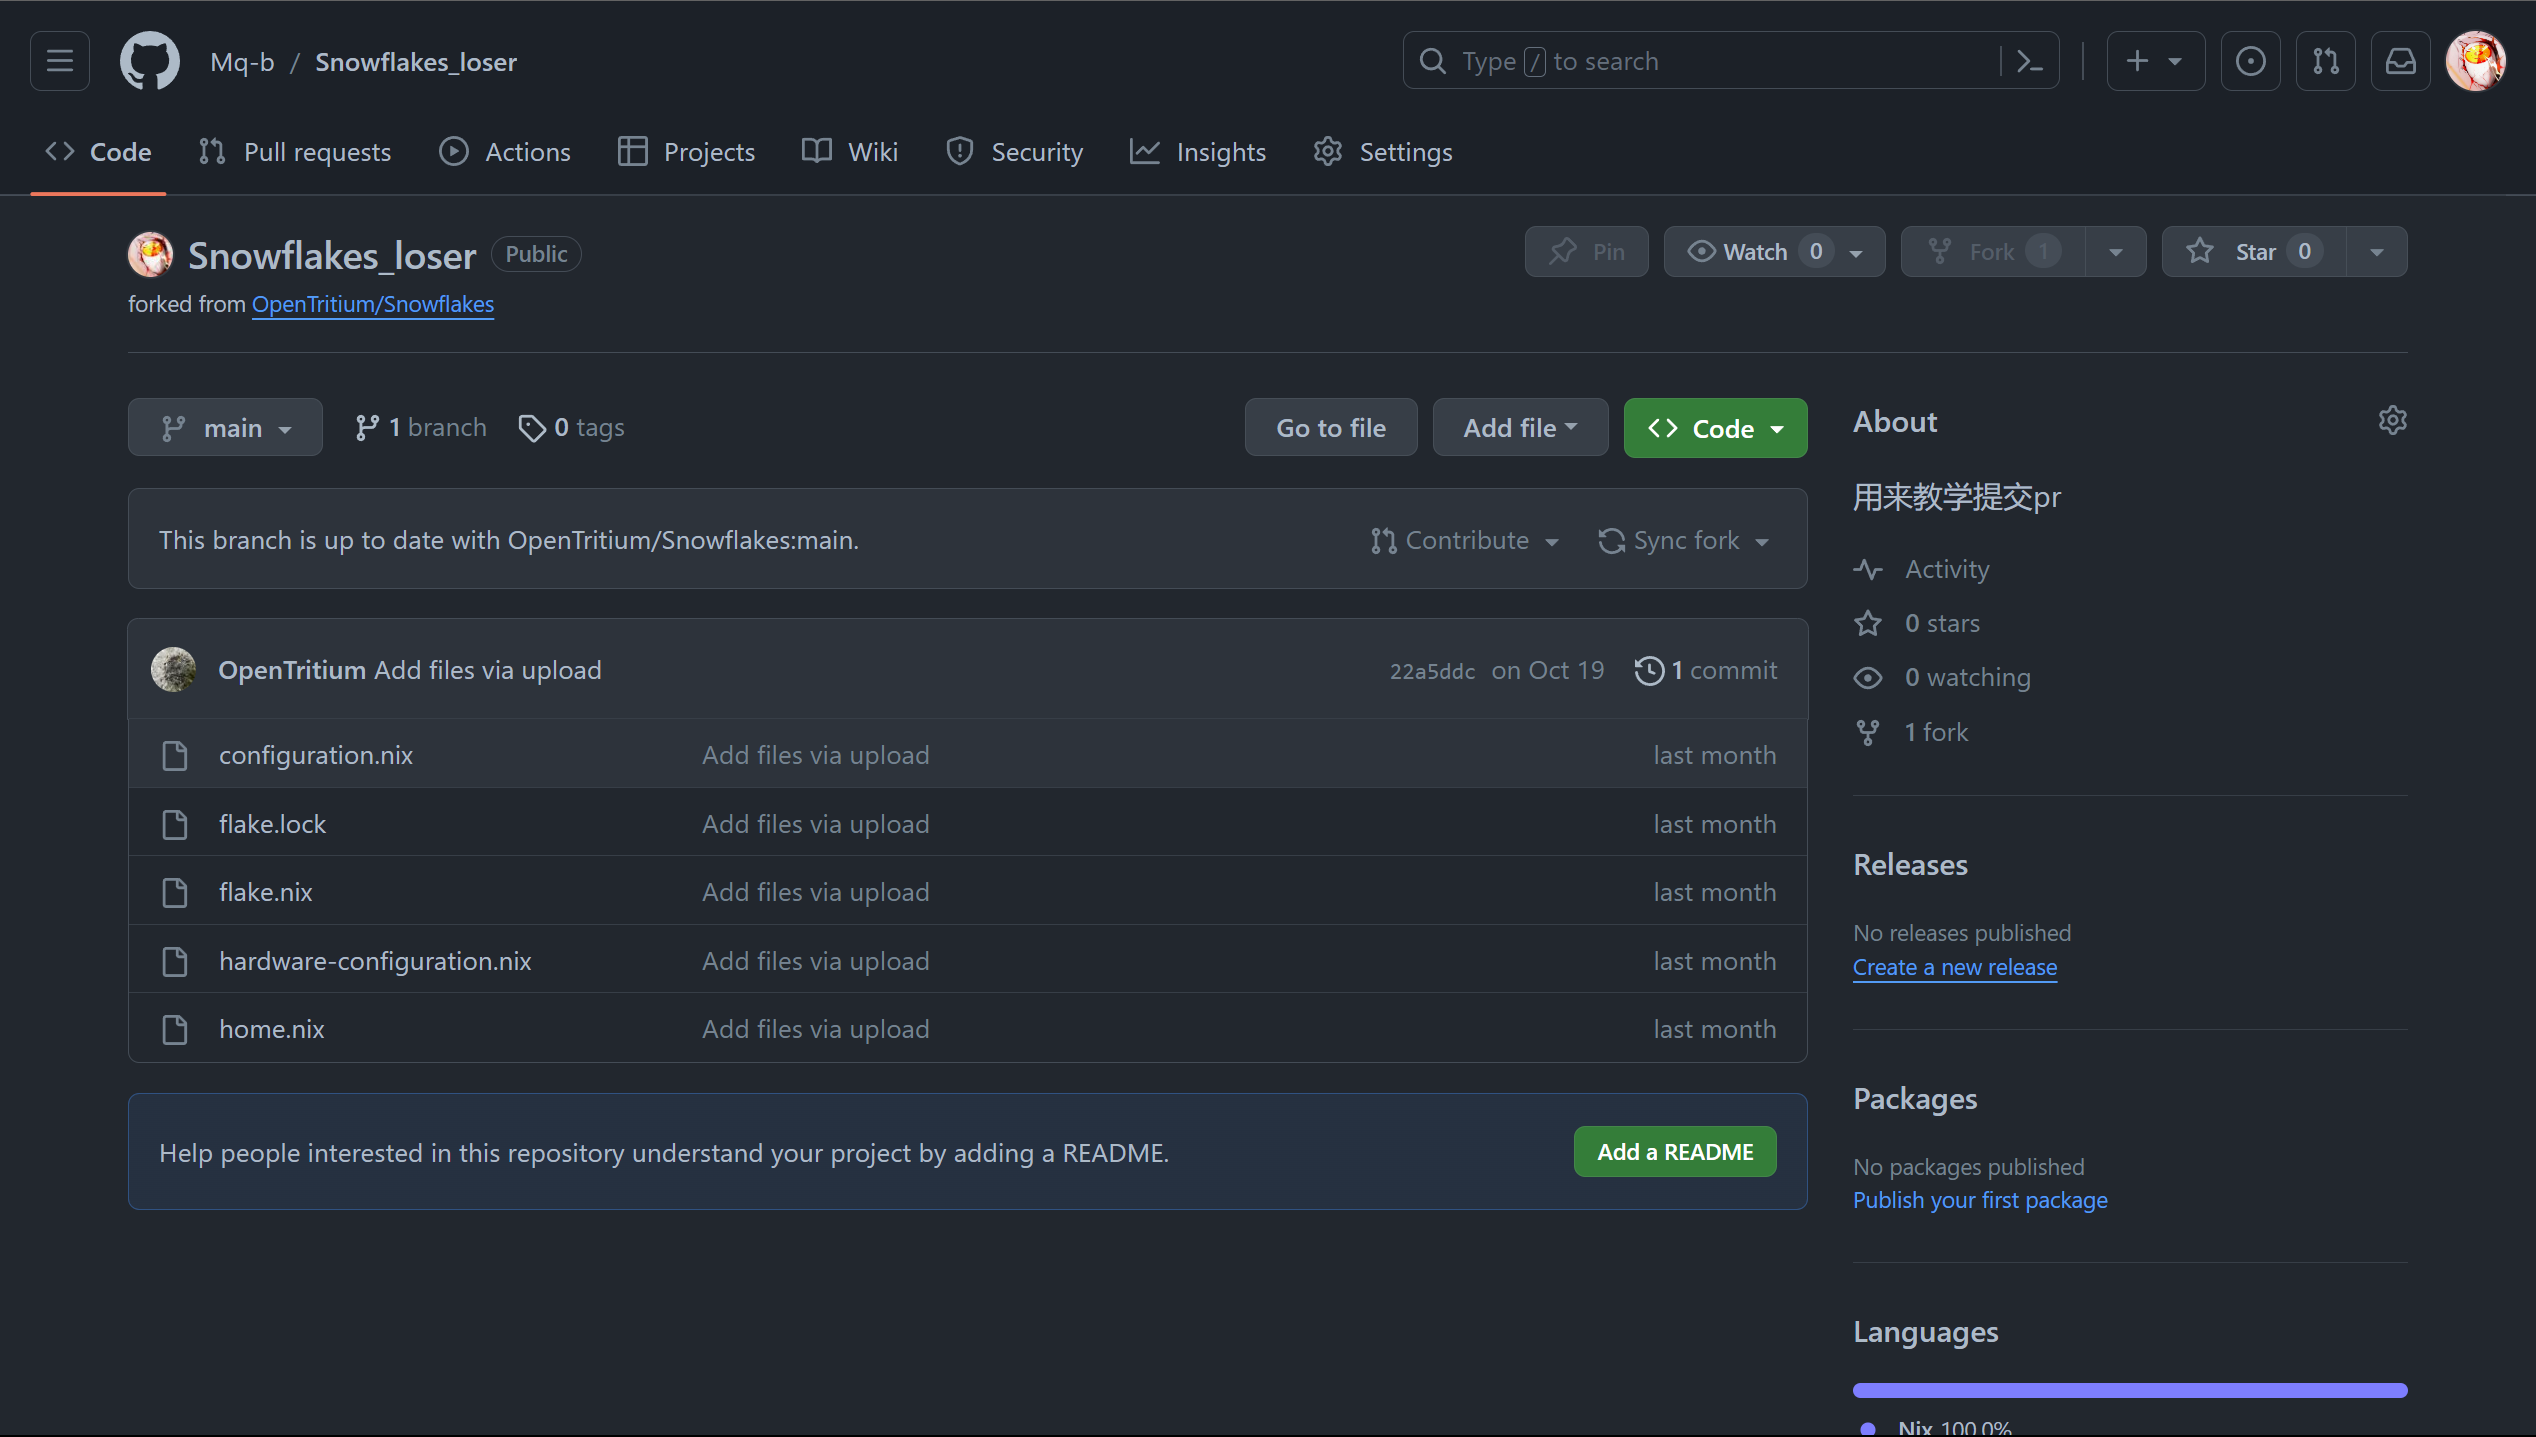 Mq-b / Snowflakes_loser
Type / to search
Code Pull requests Actions Projects Wiki Security Insights Settings
Snowflakes_loser Public
Pin Watch 0 Fork 1 Star 0
forked from OpenTritium/Snowflakes
main 1 branch 0 tags
Go to file Add file Code
This branch is up to date with OpenTritium/Snowflakes:main.
Contribute Sync fork
OpenTritium Add files via upload 22a5ddc on Oct 19 1 commit
configuration.nix Add files via upload last month
flake.lock Add files via upload last month
flake.nix Add files via upload last month
hardware-configuration.nix Add files via upload last month
home.nix Add files via upload last month
Help people interested in this repository understand your project by adding a README.
Add a README
About
用来教学提交pr
Activity
0 stars
0 watching
1 fork
Releases
No releases published
Create a new release
Packages
No packages published
Publish your first package
Languages
Nix 100.0%